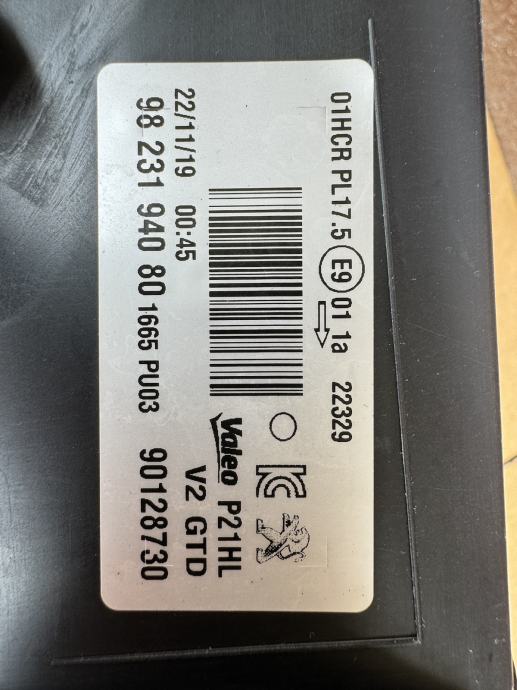 01HCR PL17.5 E9 01 1a 22329
Valeo P21HL
V2 GTD
22/11/19 00:45
98 231 940 80 1665 PU03 90128730